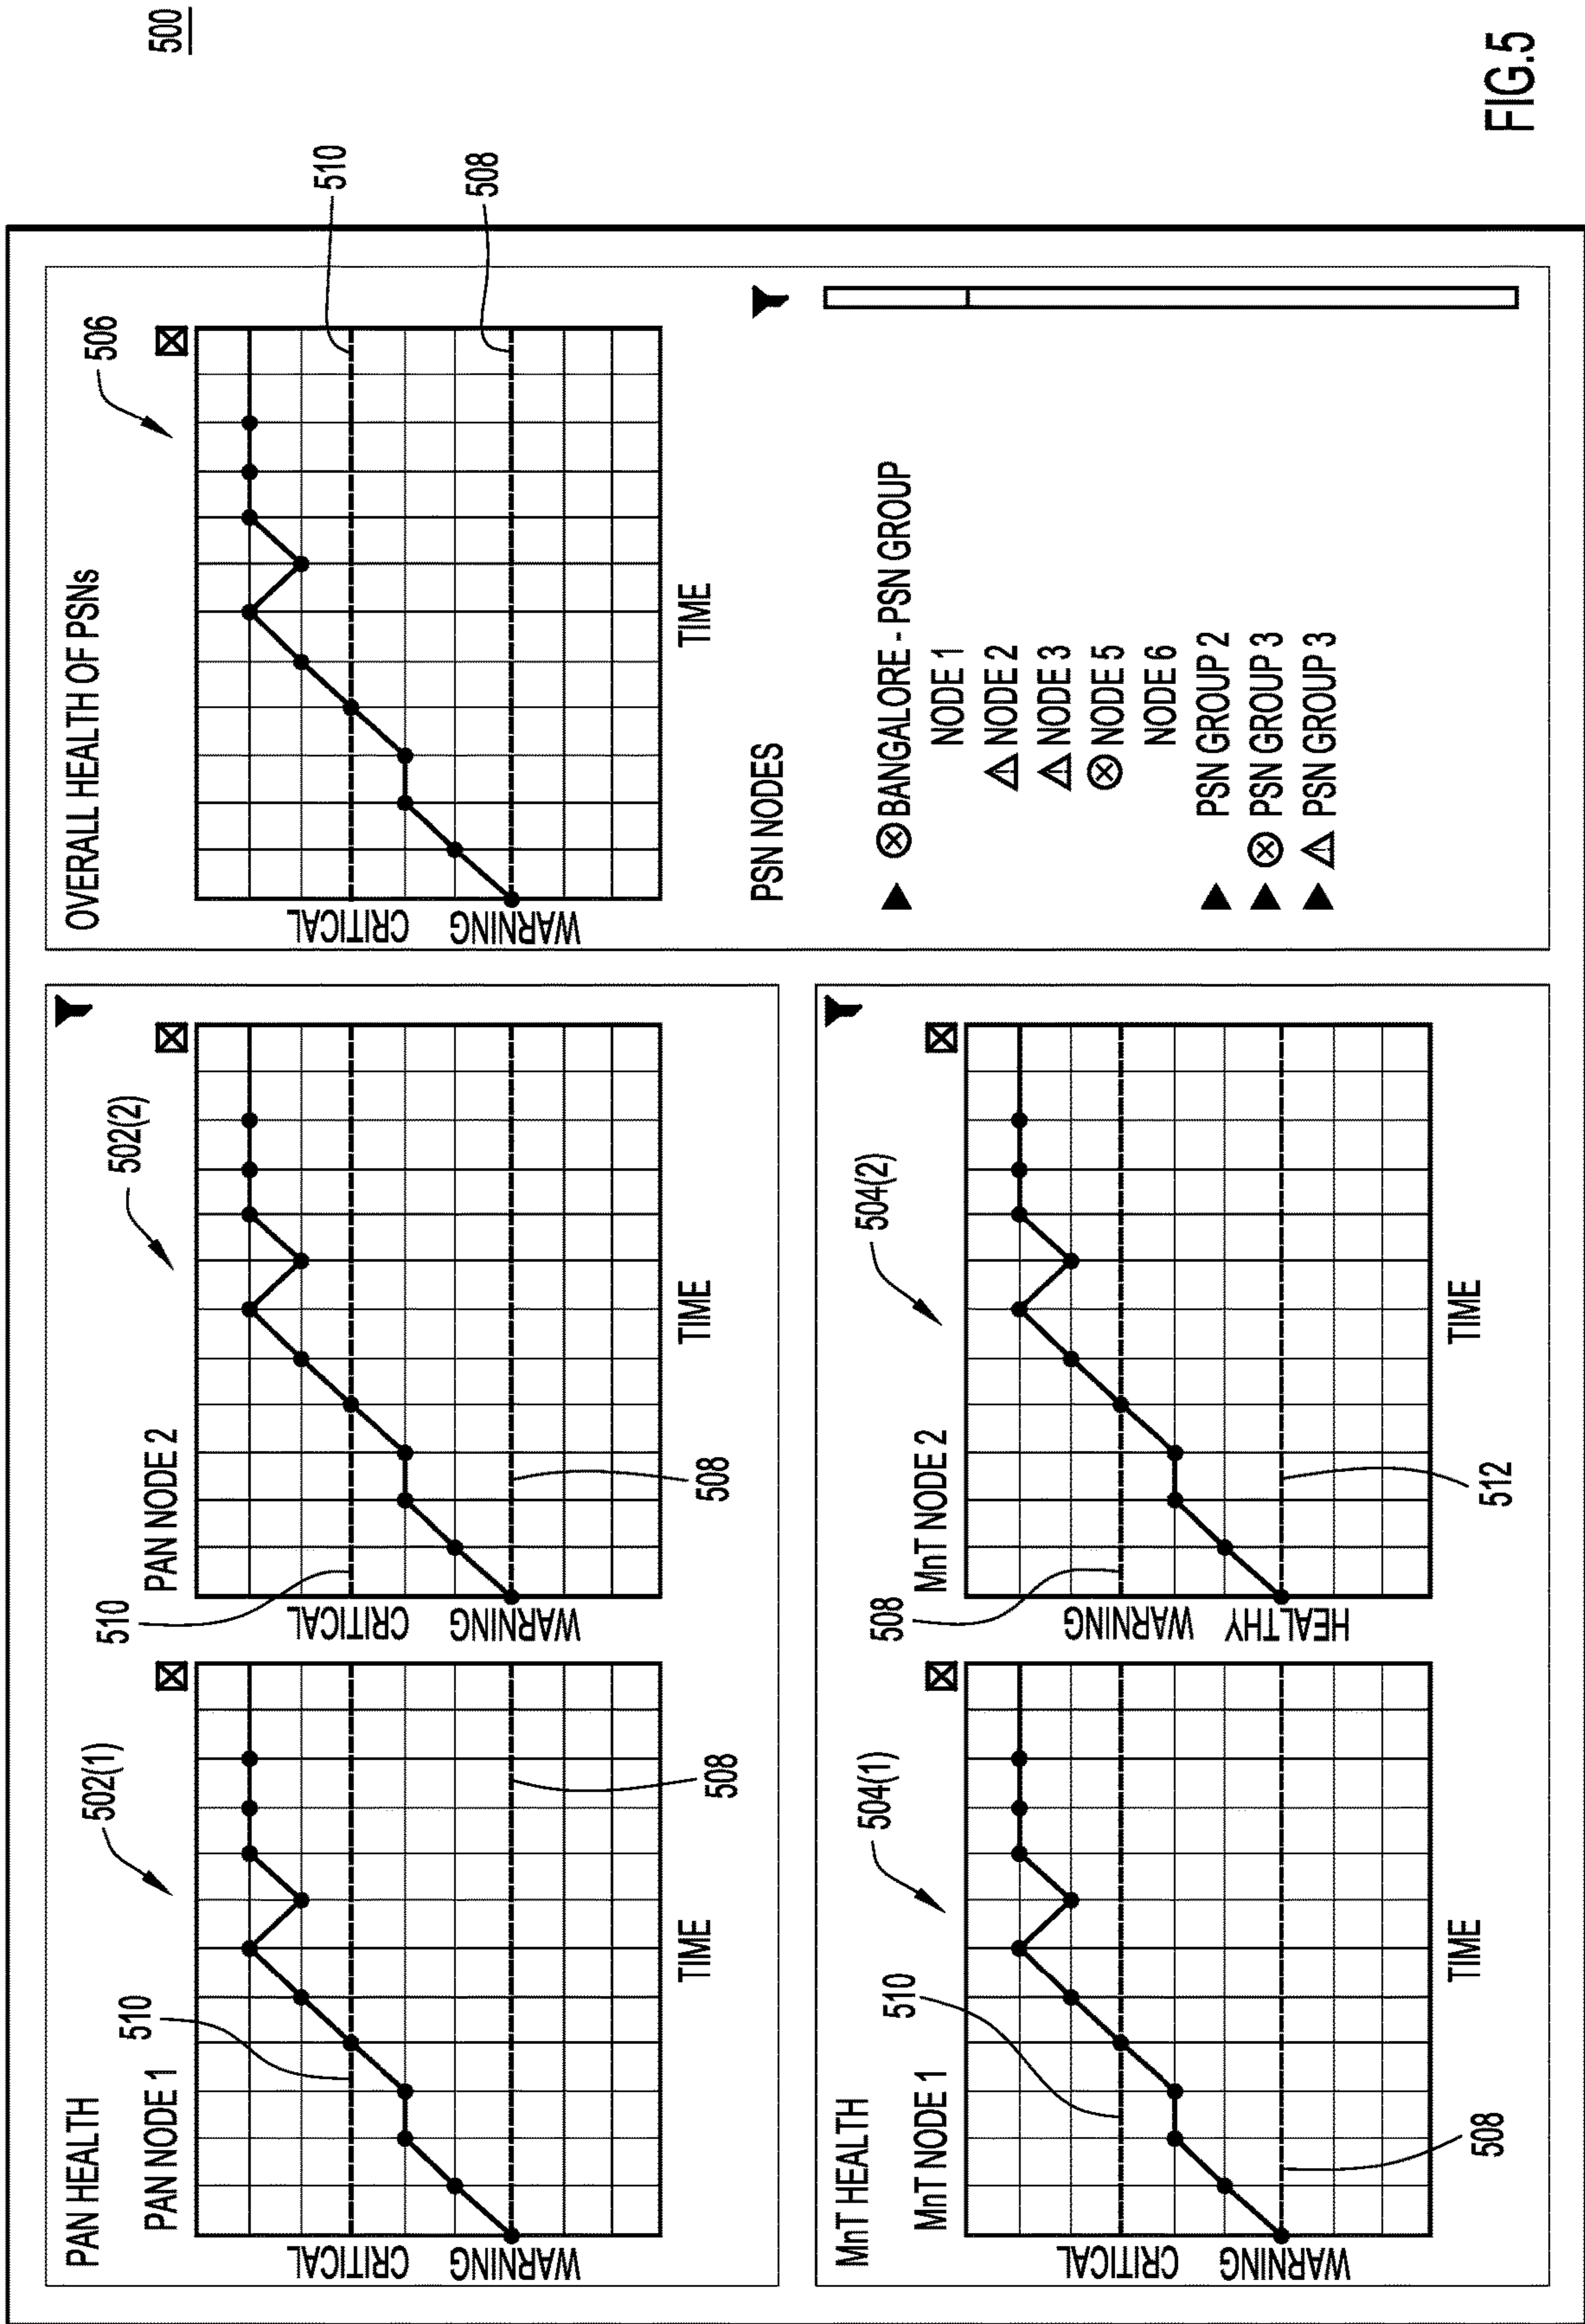 500
PAN HEALTH
PAN NODE 1
502(1)
510
CRITICAL
WARNING
508
TIME
PAN NODE 2
502(2)
510
CRITICAL
WARNING
508
TIME
OVERALL HEALTH OF PSNs
506
510
508
CRITICAL
WARNING
TIME
MnT HEALTH
MnT NODE 1
504(1)
510
CRITICAL
WARNING
508
TIME
MnT NODE 2
504(2)
508
WARNING
HEALTHY
512
TIME
PSN NODES
BANGALORE - PSN GROUP
NODE 1
NODE 2
NODE 3
NODE 5
NODE 6
PSN GROUP 2
PSN GROUP 3
PSN GROUP 3
FIG.5